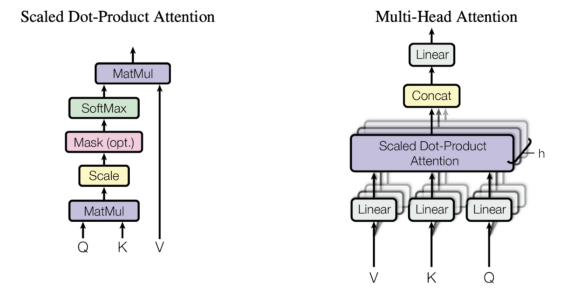 Scaled Dot-Product Attention
MatMul
SoftMax
Mask (opt.)
Scale
MatMul
Q K V
Multi-Head Attention
Linear
Concat
Scaled Dot-Product
Attention
h
Linear Linear Linear
V K Q